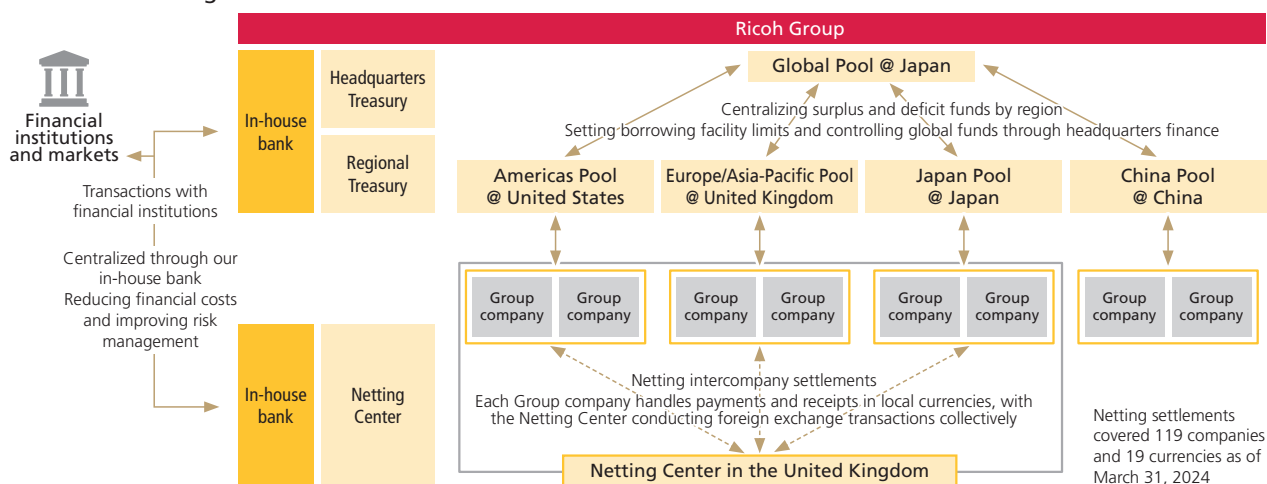 Ricoh Group
Financial
institutions
and markets
Transactions with
financial institutions
Centralized through our
in-house bank
Reducing financial costs
and improving risk
management
In-house
bank
Headquarters
Treasury
Regional
Treasury
Global Pool @ Japan
Centralizing surplus and deficit funds by region
Setting borrowing facility limits and controlling global funds through headquarters finance
Americas Pool
@ United States
Europe/Asia-Pacific Pool
@ United Kingdom
Japan Pool
@ Japan
China Pool
@ China
Group
company
Group
company
Group
company
Group
company
Group
company
Group
company
Group
company
Group
company
In-house
bank
Netting
Center
Netting intercompany settlements
Each Group company handles payments and receipts in local currencies, with
the Netting Center conducting foreign exchange transactions collectively
Netting Center in the United Kingdom
Netting settlements
covered 119 companies
and 19 currencies as of
March 31, 2024